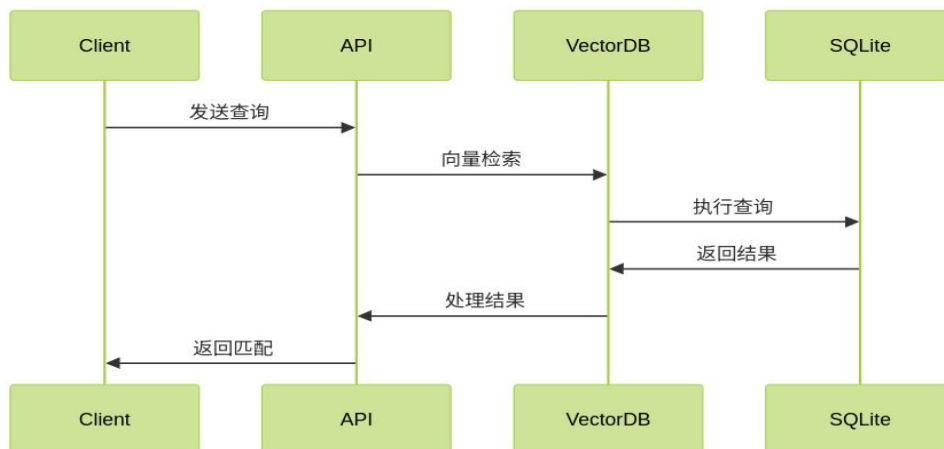 Client API VectorDB SQLite
发送查询
向量检索
执行查询
返回结果
处理结果
返回匹配
Client API VectorDB SQLite